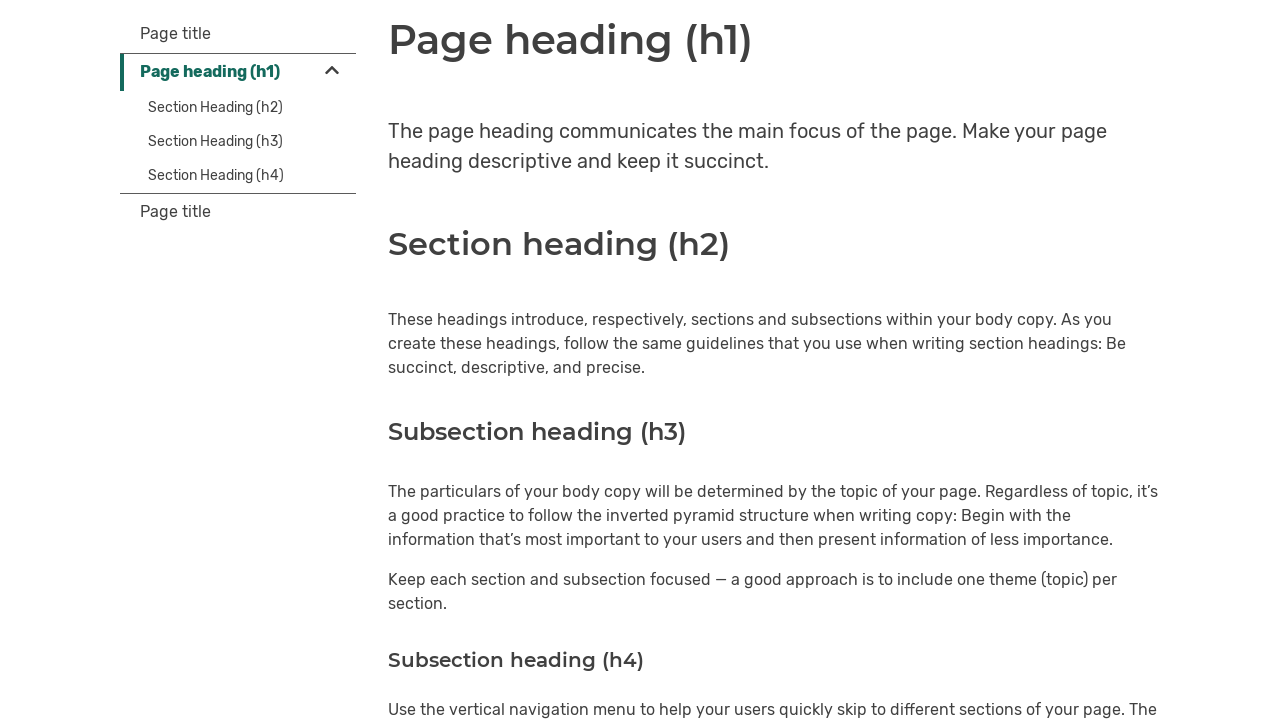 Page title
Page heading (h1)
Section Heading (h2)
Section Heading (h3)
Section Heading (h4)
Page title
Page heading (h1)
The page heading communicates the main focus of the page. Make your page
heading descriptive and keep it succinct.
Section heading (h2)
These headings introduce, respectively, sections and subsections within your body copy. As you
create these headings, follow the same guidelines that you use when writing section headings: Be
succinct, descriptive, and precise.
Subsection heading (h3)
The particulars of your body copy will be determined by the topic of your page. Regardless of topic, it’s
a good practice to follow the inverted pyramid structure when writing copy: Begin with the
information that’s most important to your users and then present information of less importance.
Keep each section and subsection focused — a good approach is to include one theme (topic) per
section.
Subsection heading (h4)
Use the vertical navigation menu to help your users quickly skip to different sections of your page. The